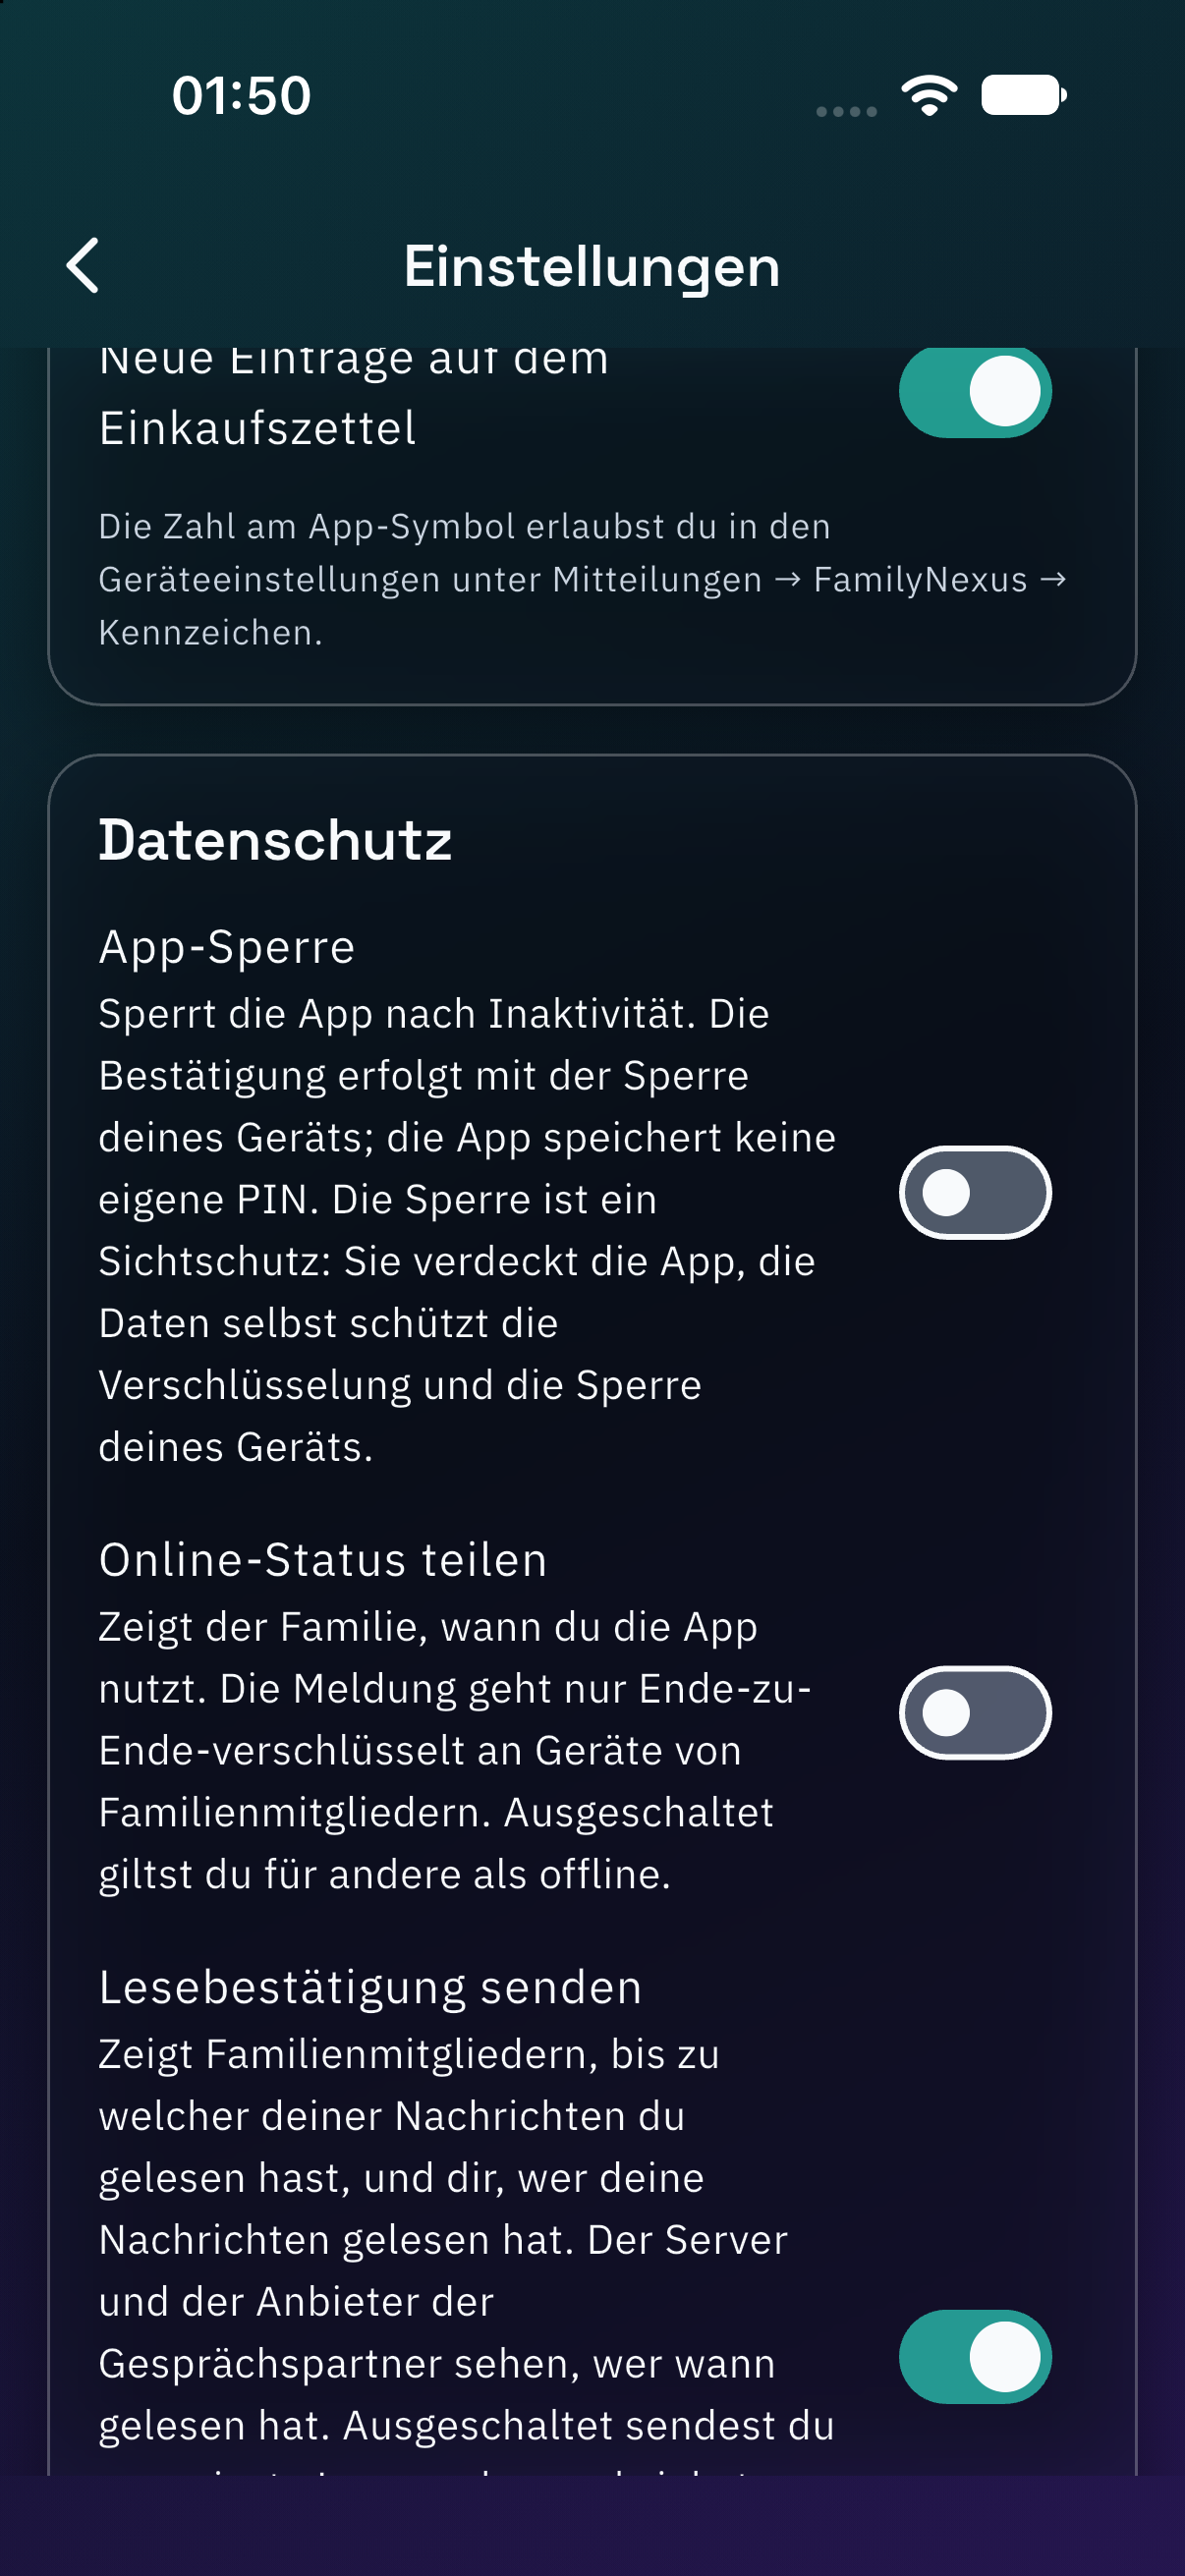 01:50
Einstellungen
Neue Einträge auf dem
Einkaufszettel
Die Zahl am App-Symbol erlaubst du in den
Geräteeinstellungen unter Mitteilungen → FamilyNexus →
Kennzeichen.
Datenschutz
App-Sperre
Sperrt die App nach Inaktivität. Die
Bestätigung erfolgt mit der Sperre
deines Geräts; die App speichert keine
eigene PIN. Die Sperre ist ein
Sichtschutz: Sie verdeckt die App, die
Daten selbst schützt die
Verschlüsselung und die Sperre
deines Geräts.
Online-Status teilen
Zeigt der Familie, wann du die App
nutzt. Die Meldung geht nur Ende-zu-
Ende-verschlüsselt an Geräte von
Familienmitgliedern. Ausgeschaltet
giltst du für andere als offline.
Lesebestätigung senden
Zeigt Familienmitgliedern, bis zu
welcher deiner Nachrichten du
gelesen hast, und dir, wer deine
Nachrichten gelesen hat. Der Server
und der Anbieter der
Gesprächspartner sehen, wer wann
gelesen hat. Ausgeschaltet sendest du